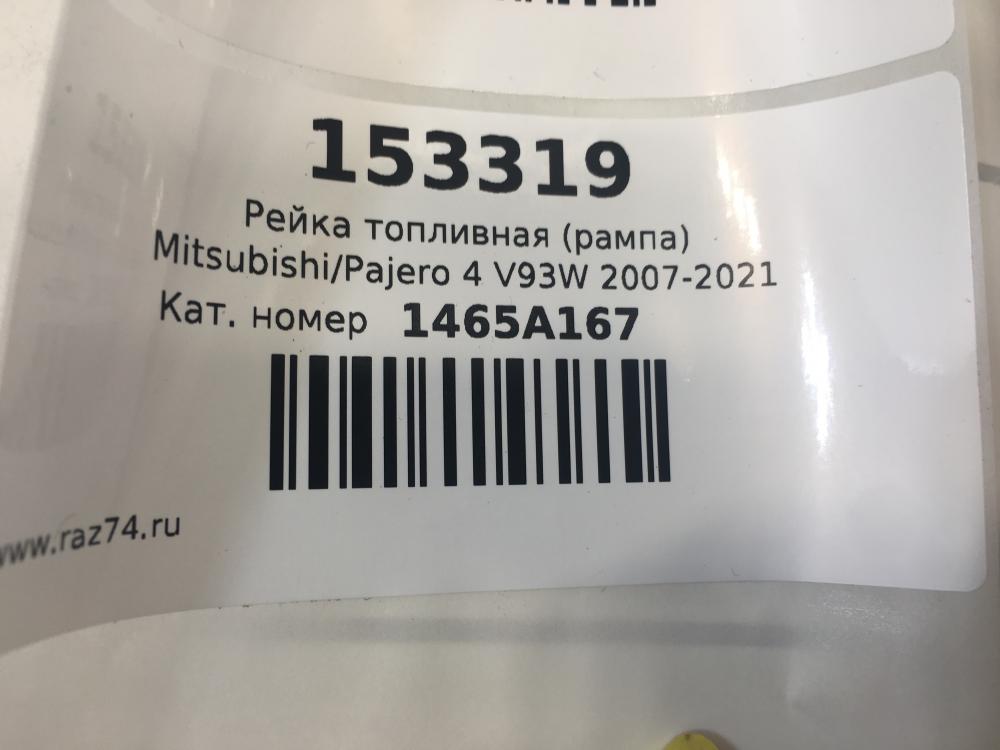 153319
Рейка топливная (рампа)
Mitsubishi/Pajero 4 V93W 2007-2021
Кат. номер 1465A167
www.raz74.ru